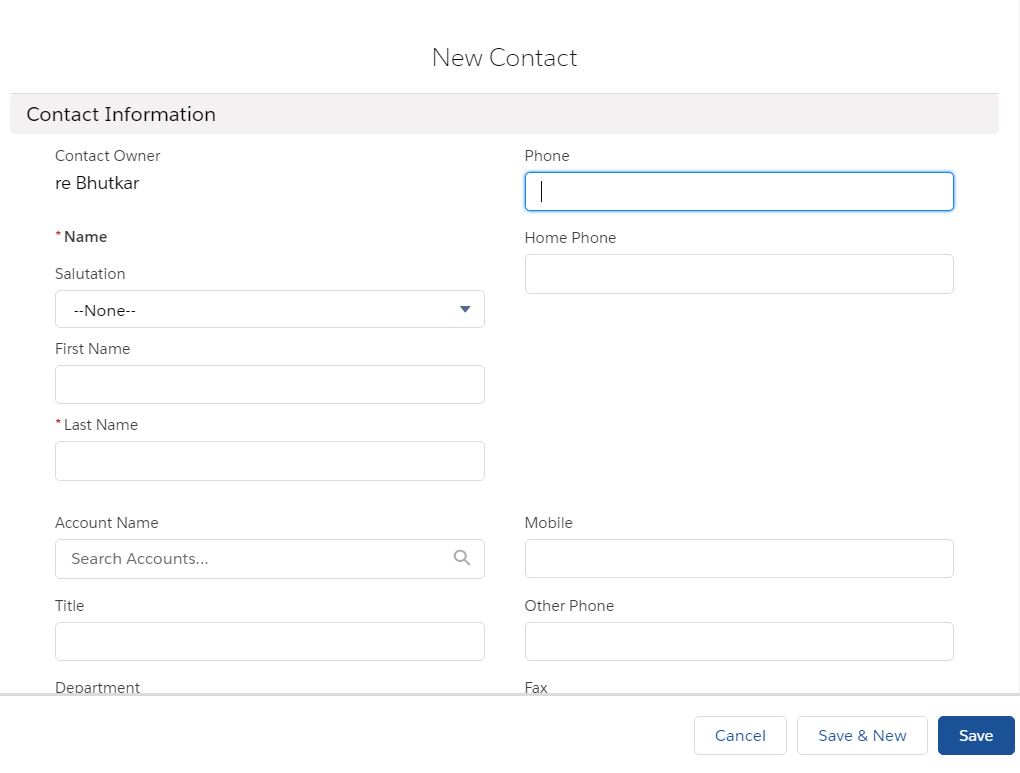 New Contact
Contact Information
Contact Owner
re Bhutkar
Phone
* Name
Home Phone
Salutation
--None--
First Name
* Last Name
Account Name
Search Accounts...
Mobile
Title
Other Phone
Department
Fax
Cancel
Save & New
Save